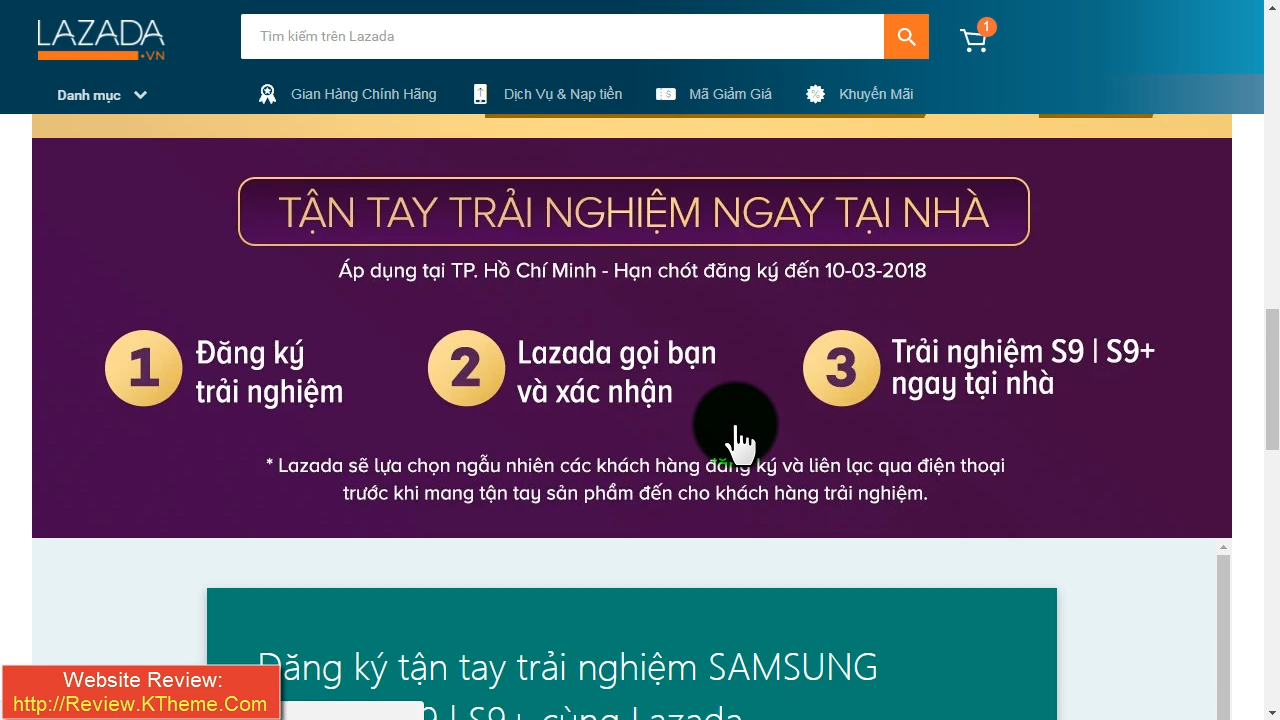 LAZADA
.VN
Tìm kiếm trên Lazada
1
Danh mục
Gian Hàng Chính Hãng
Dịch Vụ & Nạp tiền
Mã Giảm Giá
Khuyến Mãi
TẬN TAY TRẢI NGHIỆM NGAY TẠI NHÀ
Áp dụng tại TP. Hồ Chí Minh - Hạn chót đăng ký đến 10-03-2018
1 Đăng ký
trải nghiệm
2 Lazada gọi bạn
và xác nhận
3 Trải nghiệm S9 | S9+
ngay tại nhà
* Lazada sẽ lựa chọn ngẫu nhiên các khách hàng đăng ký và liên lạc qua điện thoại
trước khi mang tận tay sản phẩm đến cho khách hàng trải nghiệm.
Đăng ký tận tay trải nghiệm SAMSUNG
9 | S9+ cùng Lazada
Website Review:
http://Review.KTheme.Com